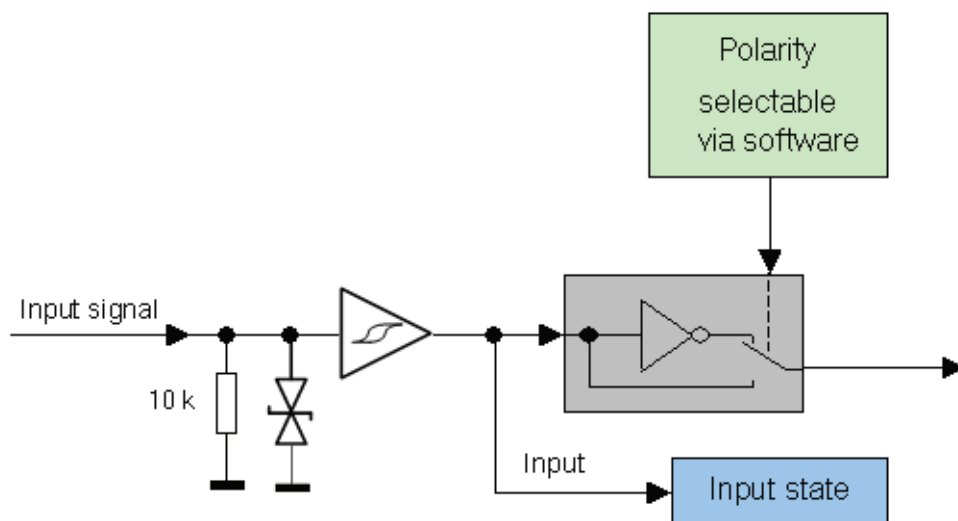 Polarity
selectable
via software
Input signal
10 k
Input
Input state